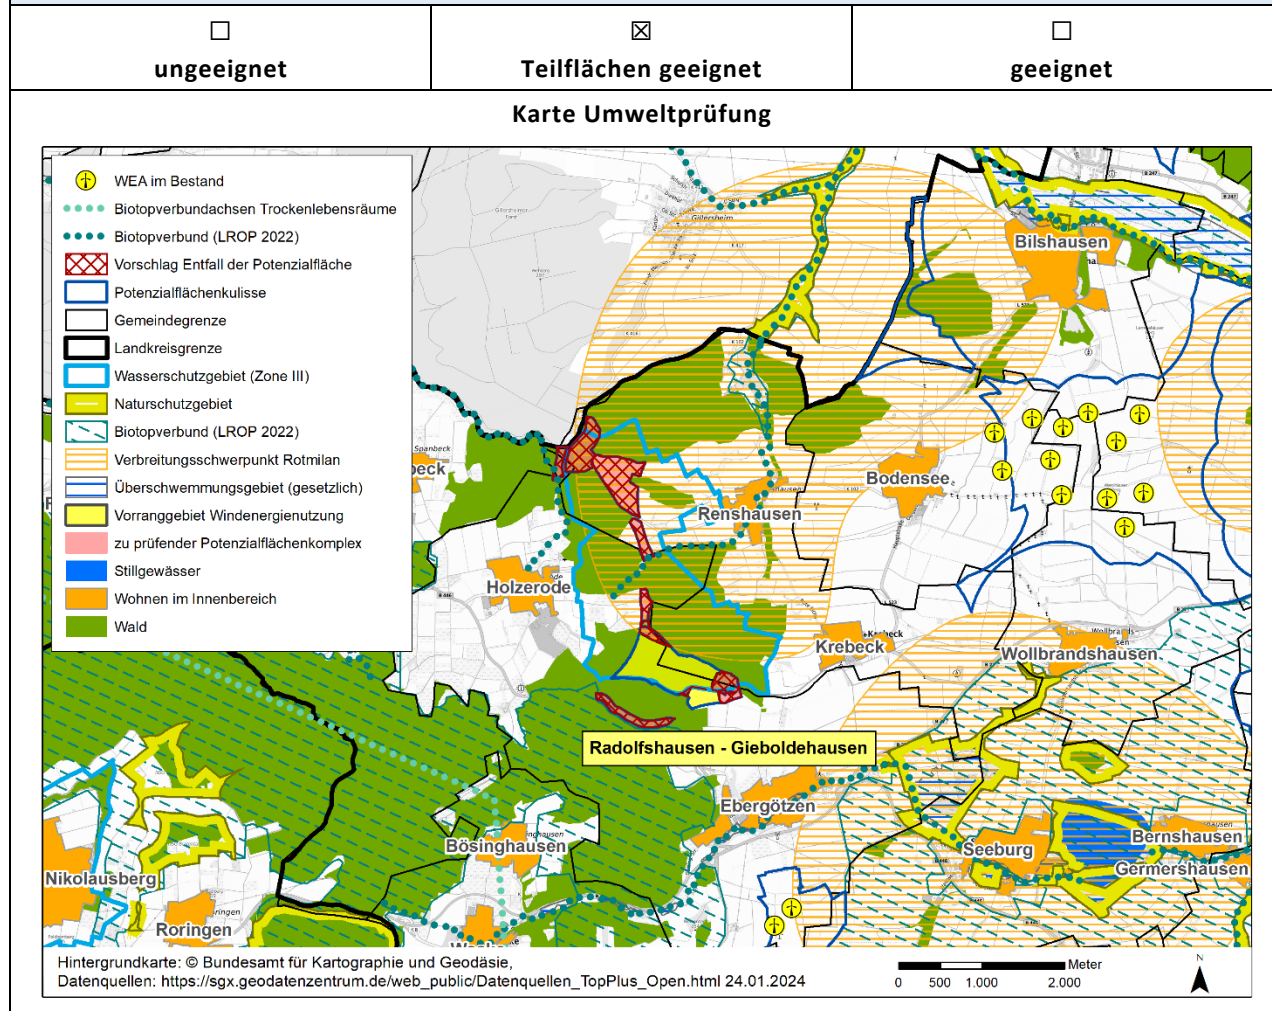 ☐ ☒ ☐
ungeeignet Teilflächen geeignet geeignet
Karte Umweltprüfung
WEA im Bestand
Biotopverbundachsen Trockenlebensräume
Biotopverbund (LROP 2022)
Vorschlag Entfall der Potenzialfläche
Potenzialflächenkulisse
Gemeindegrenze
Landkreisgrenze
Wasserschutzgebiet (Zone III)
Naturschutzgebiet
Biotopverbund (LROP 2022)
Verbreitungsschwerpunkt Rotmilan
Überschwemmungsgebiet (gesetzlich)
Vorranggebiet Windenergienutzung
zu prüfender Potenzialflächenkomplex
Stillgewässer
Wohnen im Innenbereich
Wald
Gillersheim
Bilshausen
Spanbeck
Bodensee
Renshausen
Holzerode
Krebeck
Wollbrandshausen
Radolfshausen - Gieboldehausen
Ebergötzen
Bösinghausen
Seeburg
Bernshausen
Germershausen
Nikolausberg
Roringen
Hintergrundkarte: © Bundesamt für Kartographie und Geodäsie,
Datenquellen: https://sgx.geodatenzentrum.de/web_public/Datenquellen_TopPlus_Open.html 24.01.2024
Meter
0 500 1.000 2.000
N